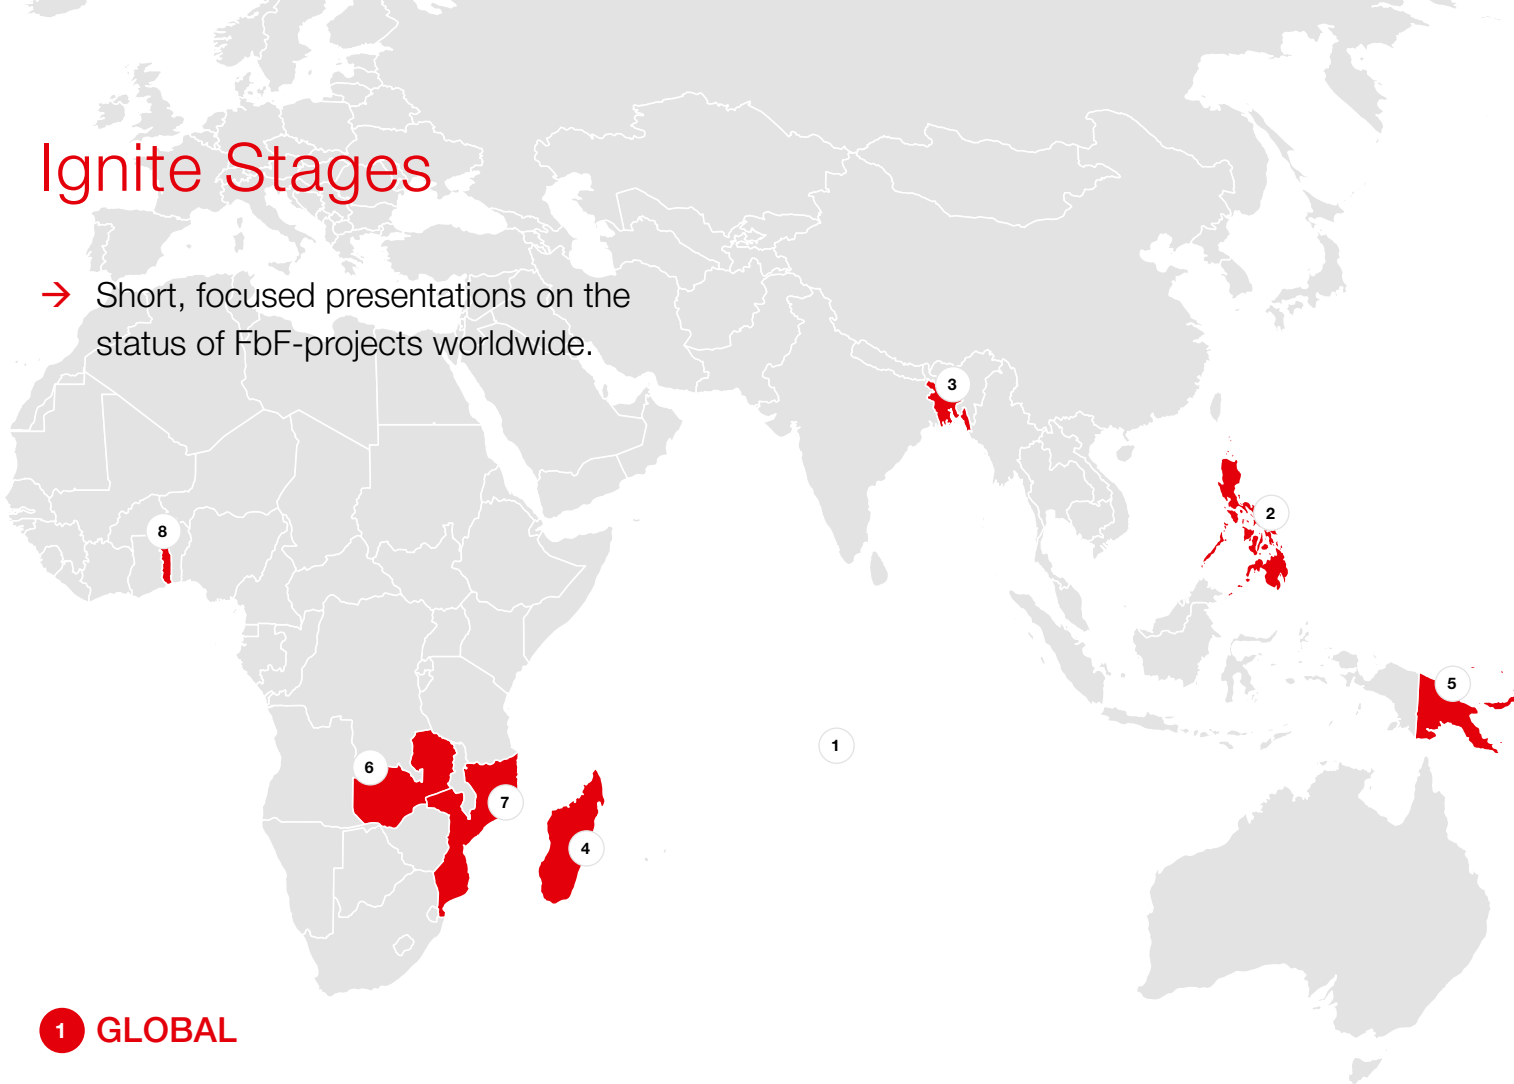 Ignite Stages
→ Short, focused presentations on the
status of FbF-projects worldwide.
3
2
8
5
1
6
7
4
1 GLOBAL